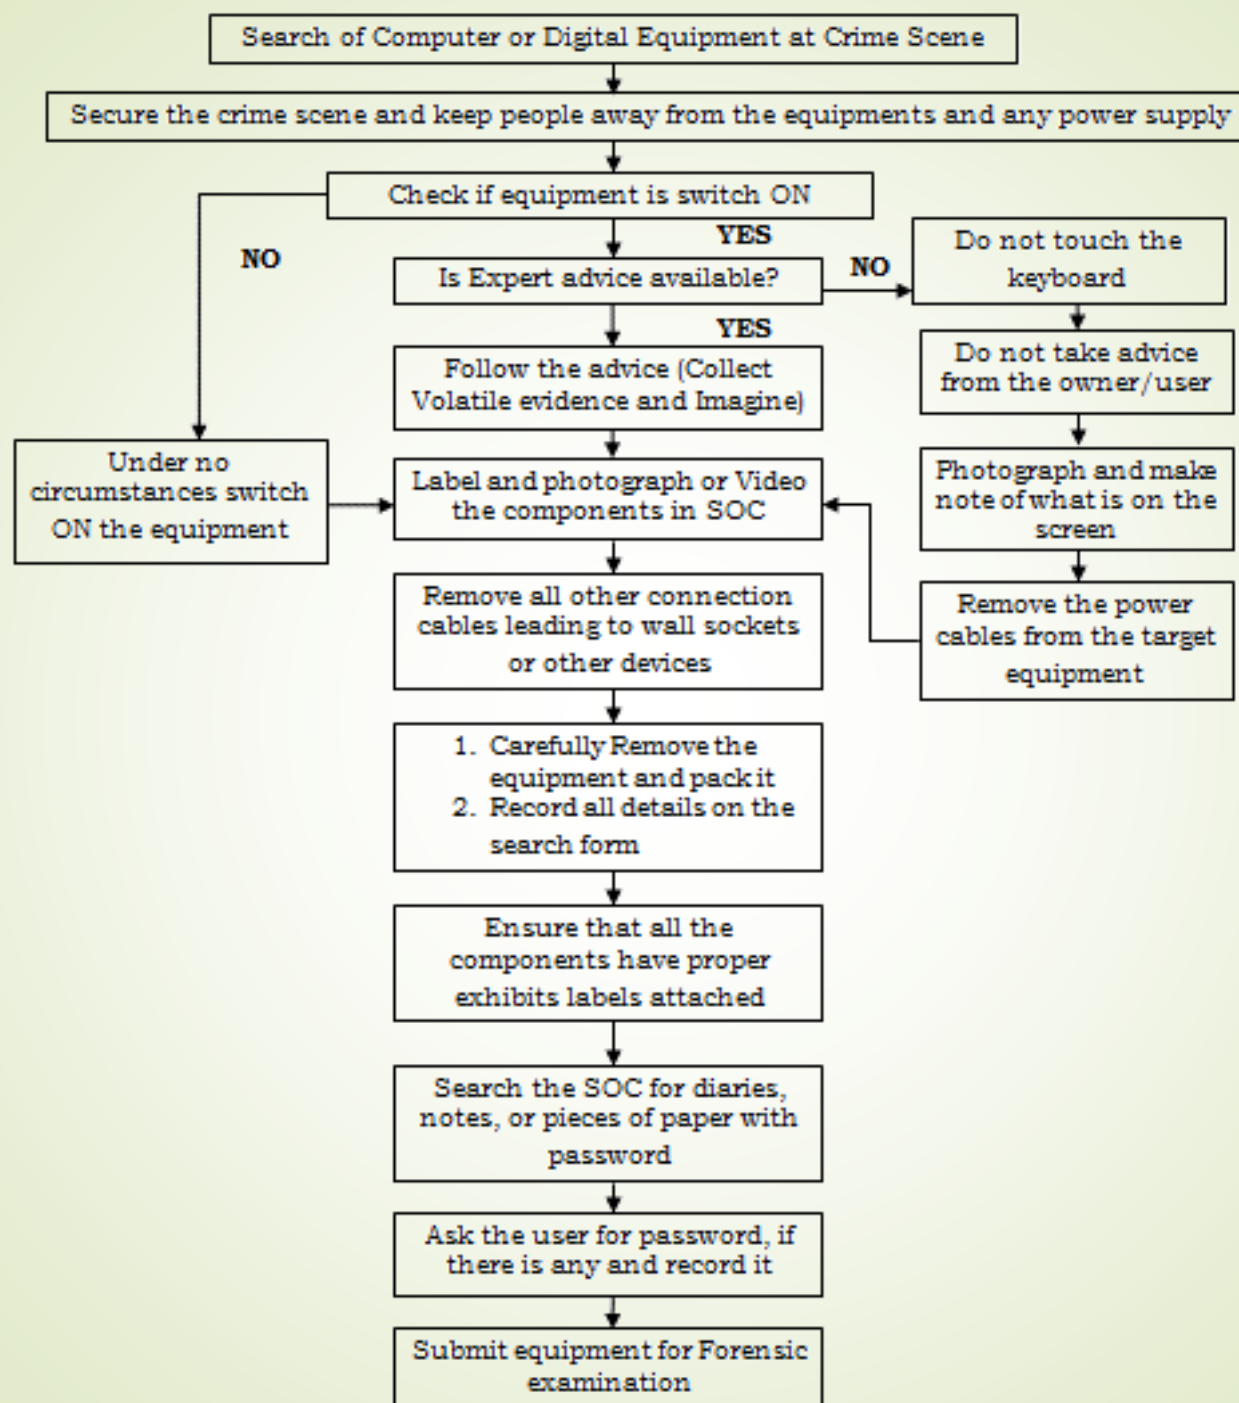 Search of Computer or Digital Equipment at Crime Scene
Secure the crime scene and keep people away from the equipments and any power supply
Check if equipment is switch ON
YES
NO
Is Expert advice available?
NO
Do not touch the
keyboard
YES
Follow the advice (Collect
Volatile evidence and Imagine)
Do not take advice
from the owner/user
Under no
circumstances switch
ON the equipment
Label and photograph or Video
the components in SOC
Photograph and make
note of what is on the
screen
Remove all other connection
cables leading to wall sockets
or other devices
Remove the power
cables from the target
equipment
1. Carefully Remove the
equipment and pack it
2. Record all details on the
search form
Ensure that all the
components have proper
exhibits labels attached
Search the SOC for diaries,
notes, or pieces of paper with
password
Ask the user for password, if
there is any and record it
Submit equipment for Forensic
examination